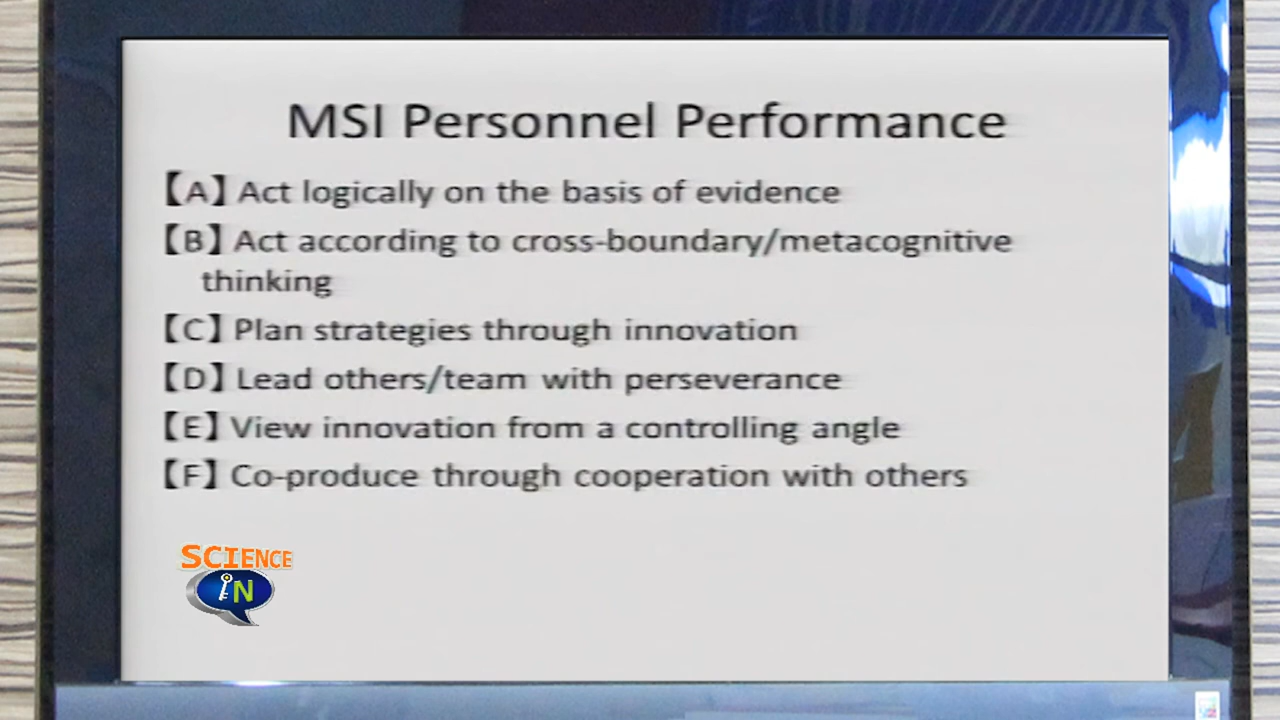 MSI Personnel Performance
【A】Act logically on the basis of evidence
【B】Act according to cross-boundary/metacognitive
thinking
【C】Plan strategies through innovation
【D】Lead others/team with perseverance
【E】View innovation from a controlling angle
【F】Co-produce through cooperation with others
SCIENCE
iN